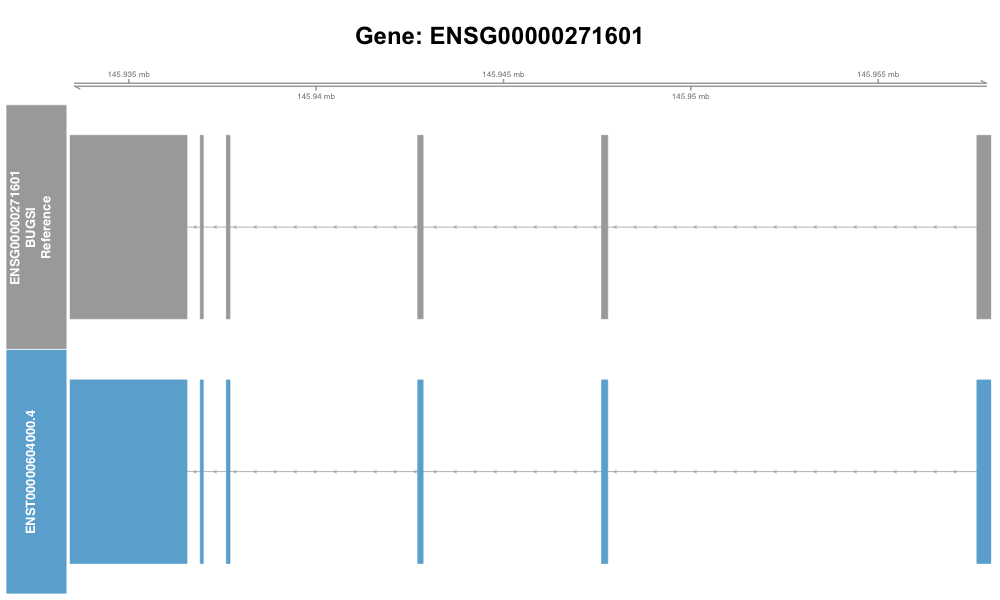 Gene: ENSG00000271601
145.935 mb
145.945 mb
145.955 mb
145.94 mb
145.95 mb
ENSG00000271601
BUGSI
Reference
ENST00000604000.4